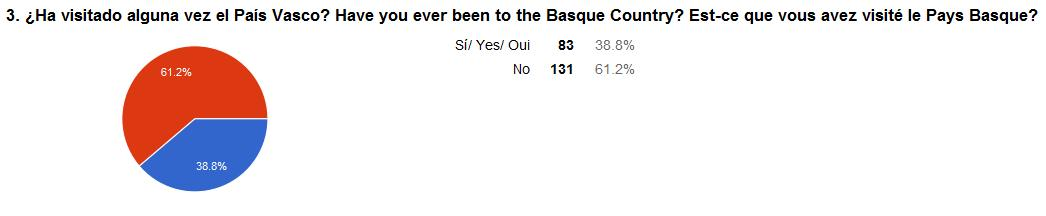 3. ¿Ha visitado alguna vez el País Vasco? Have you ever been to the Basque Country? Est-ce que vous avez visité le Pays Basque?
Sí/ Yes/ Oui 83 38.8%
No 131 61.2%
61.2%
38.8%